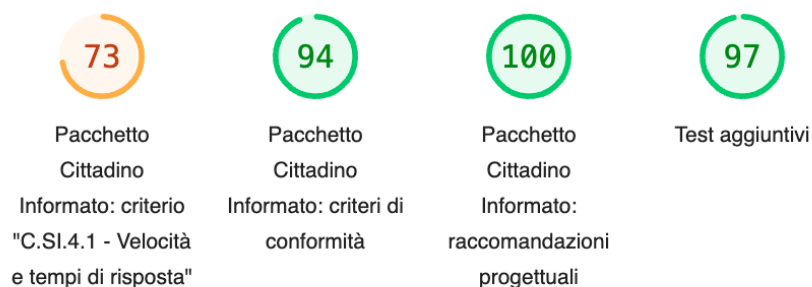 73
94
100
97
Pacchetto
Cittadino
Informato: criterio
"C.SI.4.1 - Velocità
e tempi di risposta"
Pacchetto
Cittadino
Informato: criteri di
conformità
Pacchetto
Cittadino
Informato:
raccomandazioni
progettuali
Test aggiuntivi